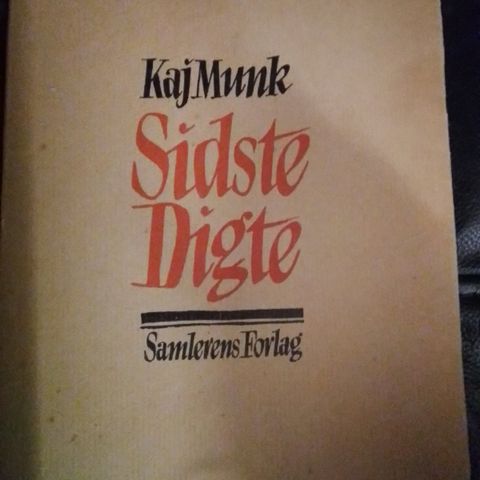 Kaj Munk
Sidste
Digte
Samlerens Forlag